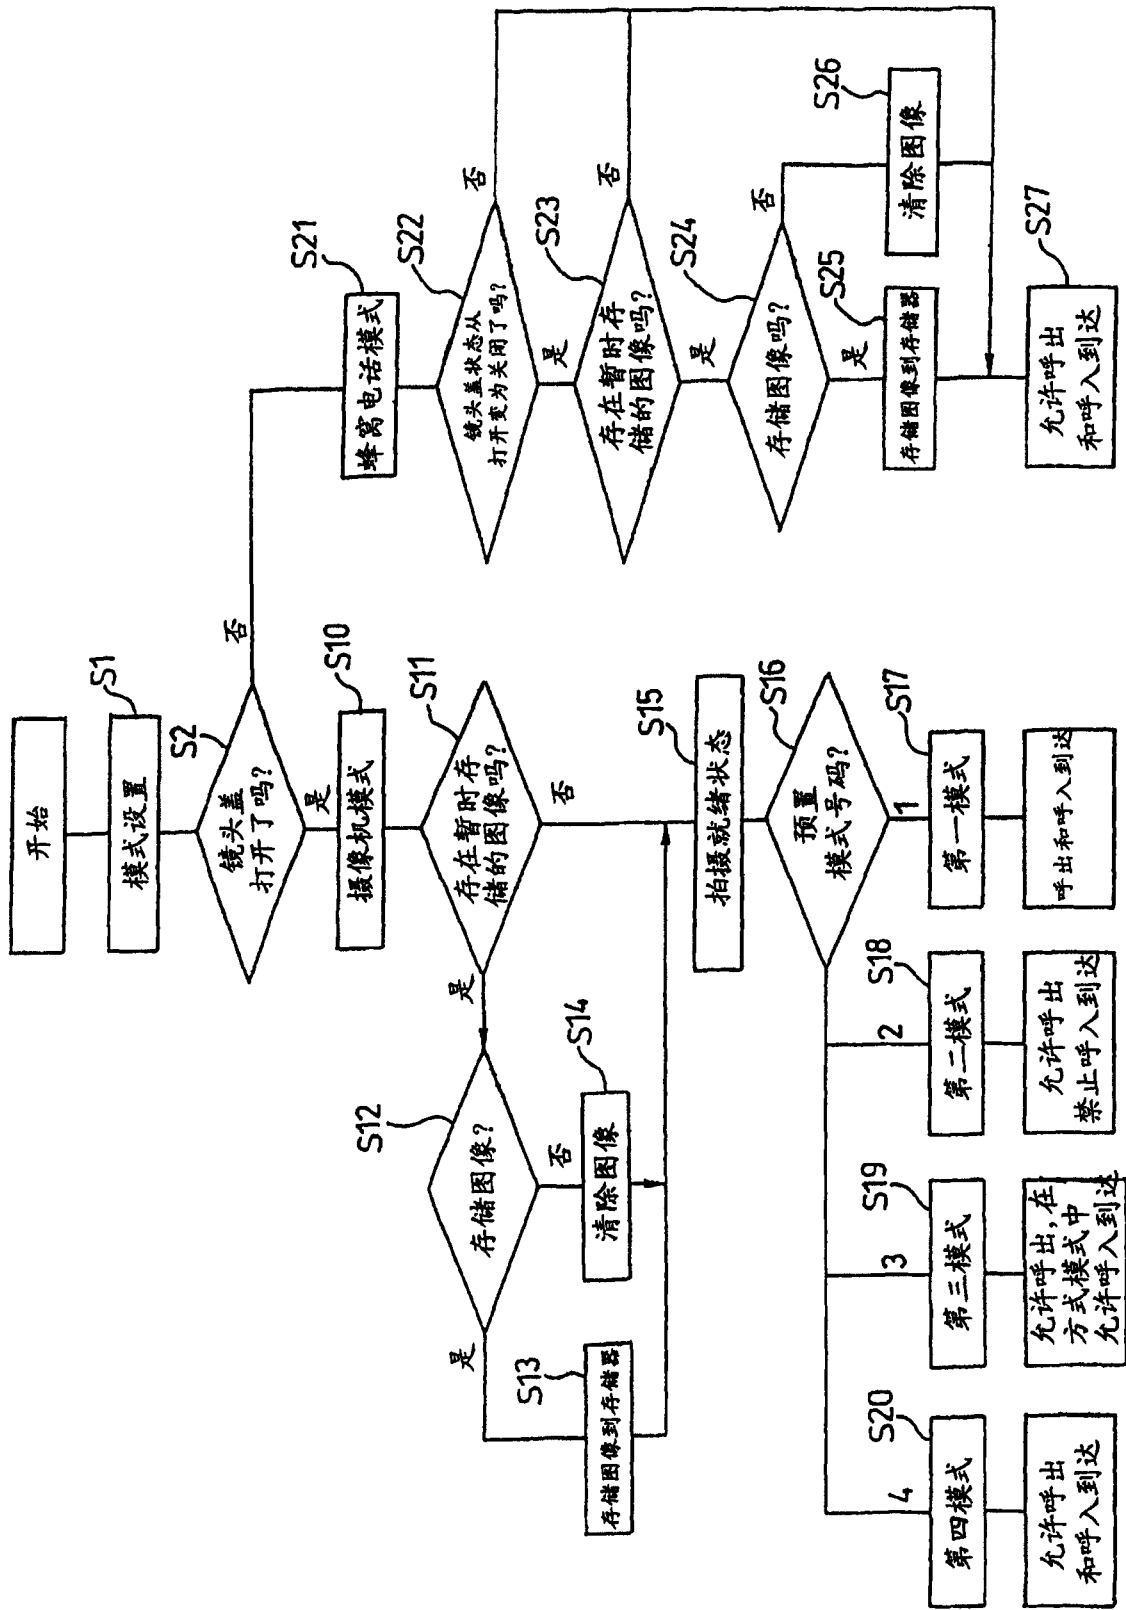 开始
S1
模式设置
S2
镜头盖
打开了吗?
否
是
S10
摄像机模式
S11
存在暂时存
储的图像吗?
是
否
S12
存储图像?
是
否
S13
存储图像到存储器
S14
清除图像
S15
拍摄就绪状态
S16
预置
模式号码?
1
2
3
4
S17
第一模式
呼出和呼入到达
S18
第二模式
允许呼出
禁止呼入到达
S19
第三模式
允许呼出,在
方式模式中
允许呼入到达
S20
第四模式
允许呼出
和呼入到达
S21
蜂窝电话模式
S22
镜头盖状态从
打开变为关闭了吗?
否
是
S23
存在暂时存
储的图像吗?
否
是
S24
存储图像吗?
否
是
S25
存储图像到存储器
S26
清除图像
S27
允许呼出
和呼入到达